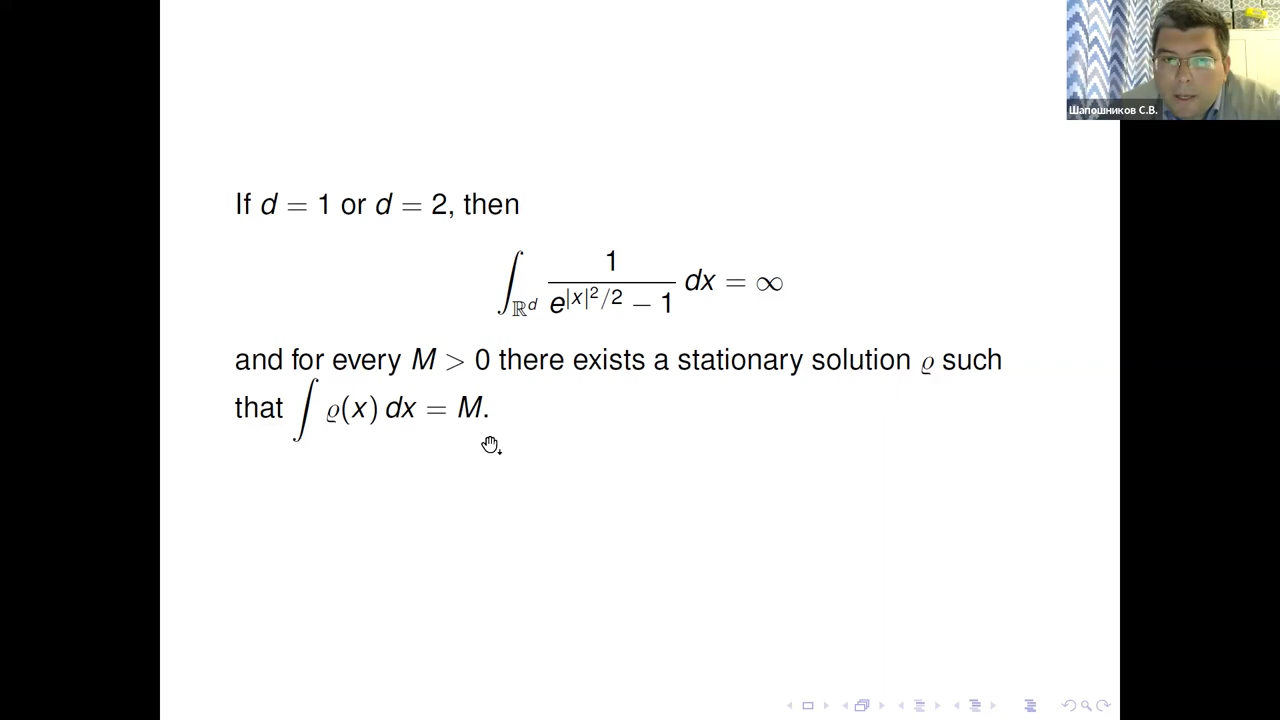 Шапошников С.В.
If d = 1 or d = 2, then
∫_{ℝ^d} 1/(e^{|x|^2/2} − 1) dx = ∞
and for every M > 0 there exists a stationary solution ϱ such
that ∫ ϱ(x) dx = M.